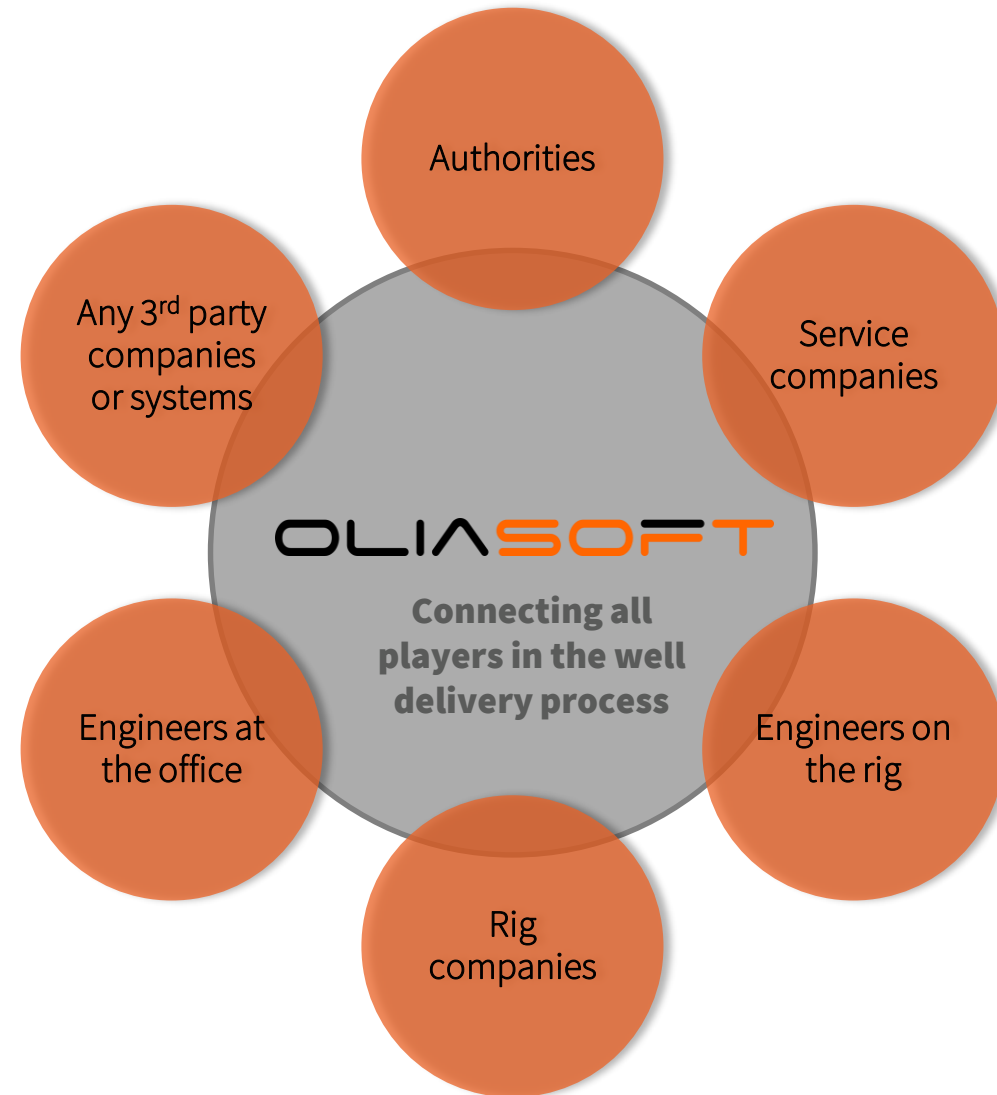 Authorities
Any 3rd party
companies
or systems
Service
companies
OLIASOFT
Connecting all
players in the well
delivery process
Engineers at
the office
Engineers on
the rig
Rig
companies